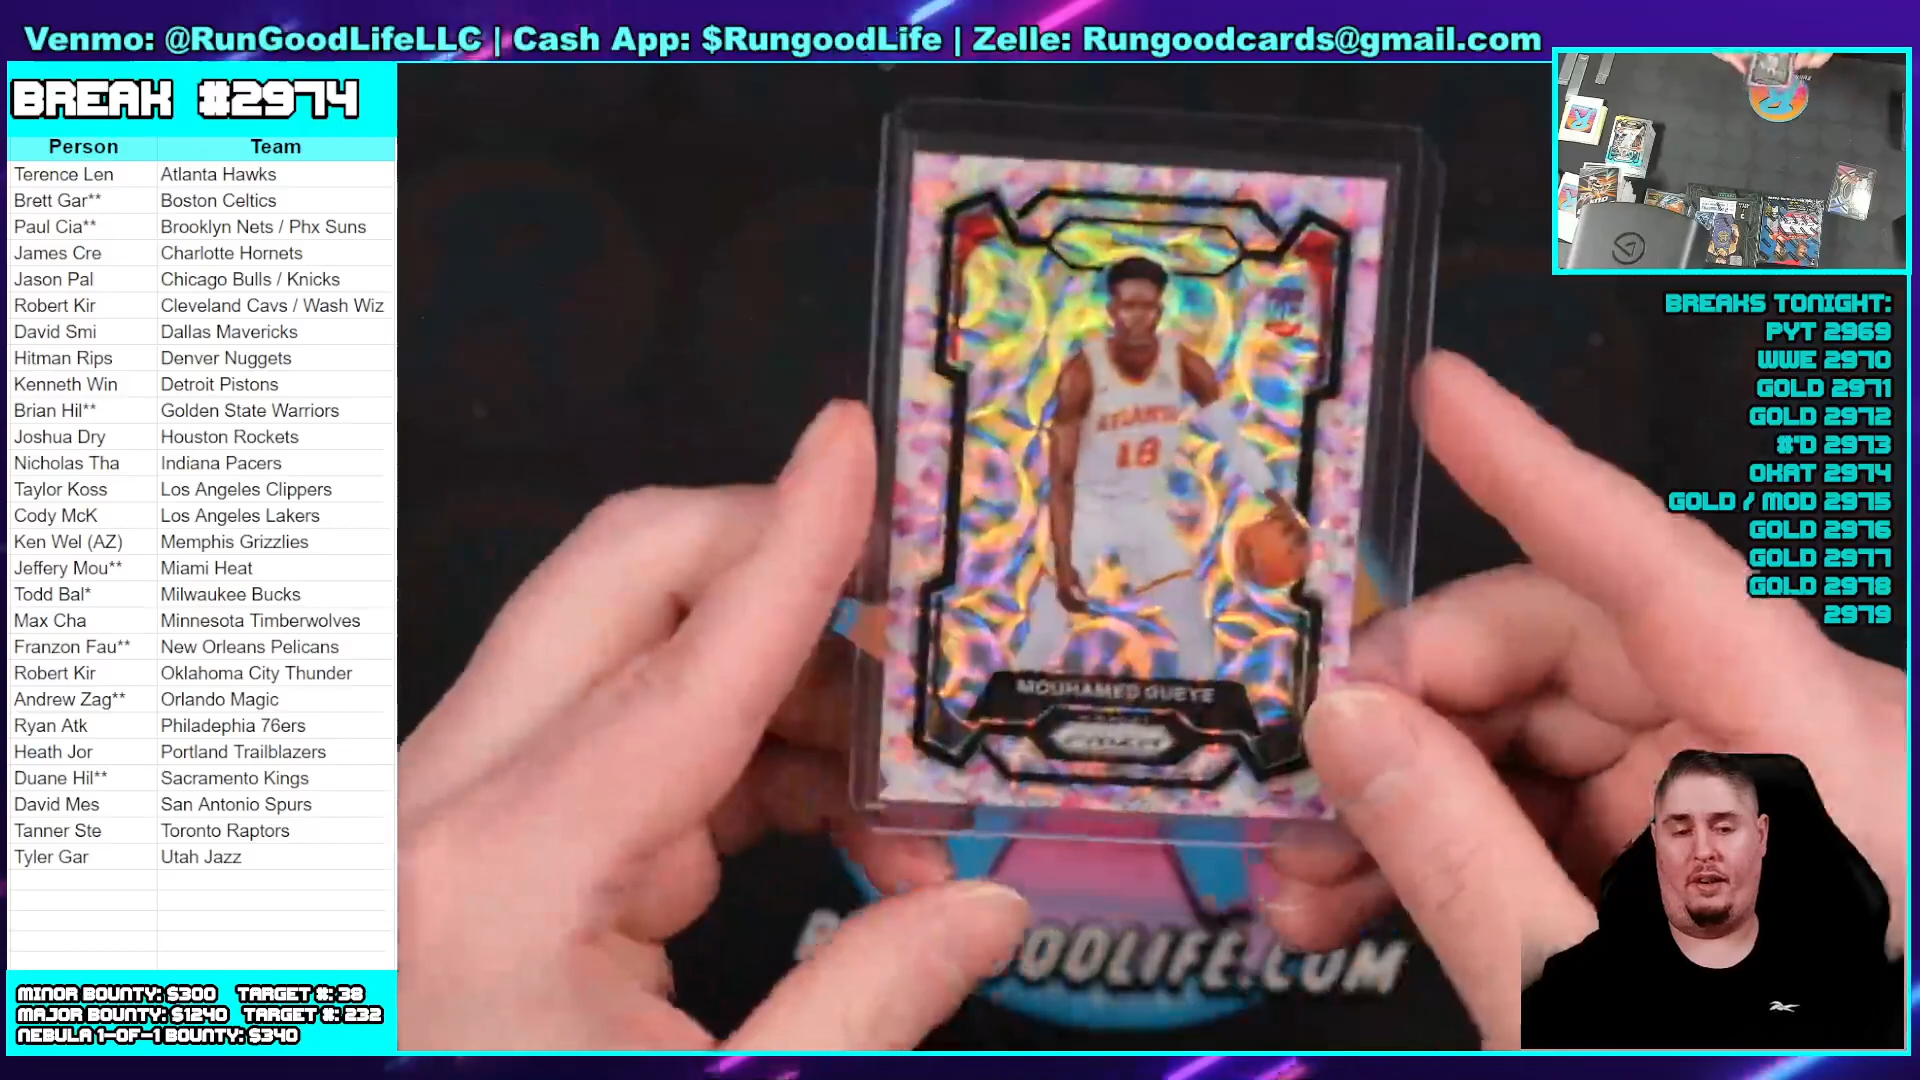 Venmo: @RunGoodLifeLLC | Cash App: $RungoodLife | Zelle: Rungoodcards@gmail.com
BREAK #2974
Person Team
Terence Len Atlanta Hawks
Brett Gar** Boston Celtics
Paul Cia** Brooklyn Nets / Phx Suns
James Cre Charlotte Hornets
Jason Pal Chicago Bulls / Knicks
Robert Kir Cleveland Cavs / Wash Wiz
David Smi Dallas Mavericks
Hitman Rips Denver Nuggets
Kenneth Win Detroit Pistons
Brian Hil** Golden State Warriors
Joshua Dry Houston Rockets
Nicholas Tha Indiana Pacers
Taylor Koss Los Angeles Clippers
Cody McK Los Angeles Lakers
Ken Wel (AZ) Memphis Grizzlies
Jeffery Mou** Miami Heat
Todd Bal* Milwaukee Bucks
Max Cha Minnesota Timberwolves
Franzon Fau** New Orleans Pelicans
Robert Kir Oklahoma City Thunder
Andrew Zag** Orlando Magic
Ryan Atk Philadephia 76ers
Heath Jor Portland Trailblazers
Duane Hil** Sacramento Kings
David Mes San Antonio Spurs
Tanner Ste Toronto Raptors
Tyler Gar Utah Jazz
MINOR BOUNTY: $300 TARGET #: 38
MAJOR BOUNTY: $1240 TARGET #: 232
NEBULA 1-OF-1 BOUNTY: $340
ATLANTA
18
MOUHAMED GUEYE
PRIZM
GOODLIFE.COM
BREAKS TONIGHT:
PYT 2969
WWE 2970
GOLD 2971
GOLD 2972
#'D 2973
OKAT 2974
GOLD / MOD 2975
GOLD 2976
GOLD 2977
GOLD 2978
2979